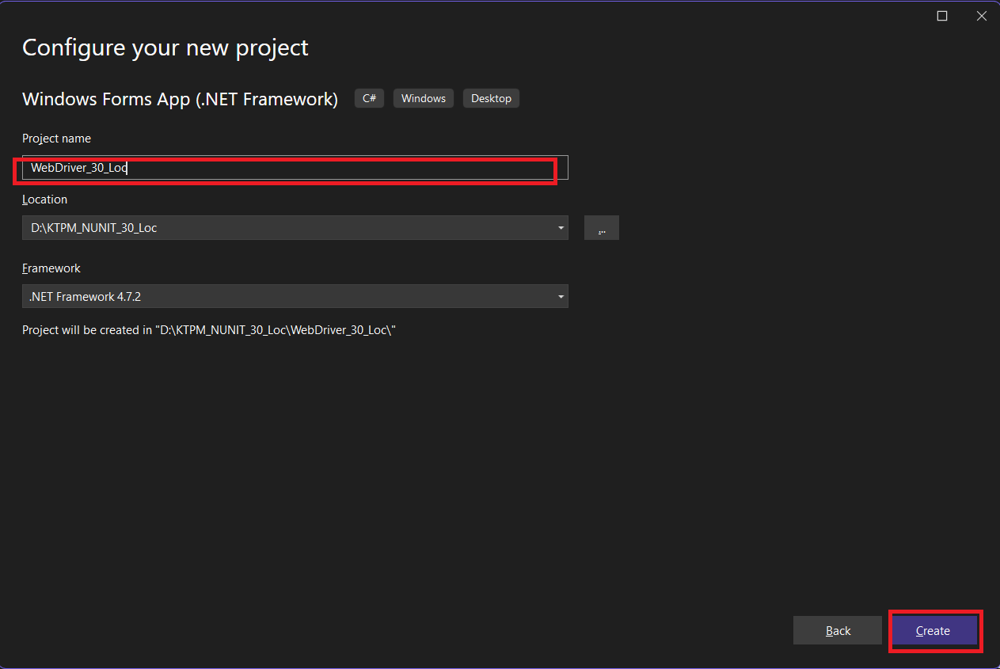 Configure your new project
Windows Forms App (.NET Framework) C# Windows Desktop
Project name
WebDriver_30_Loc
Location
D:\KTPM_NUNIT_30_Loc ...
Framework
.NET Framework 4.7.2
Project will be created in "D:\KTPM_NUNIT_30_Loc\WebDriver_30_Loc\"
Back Create